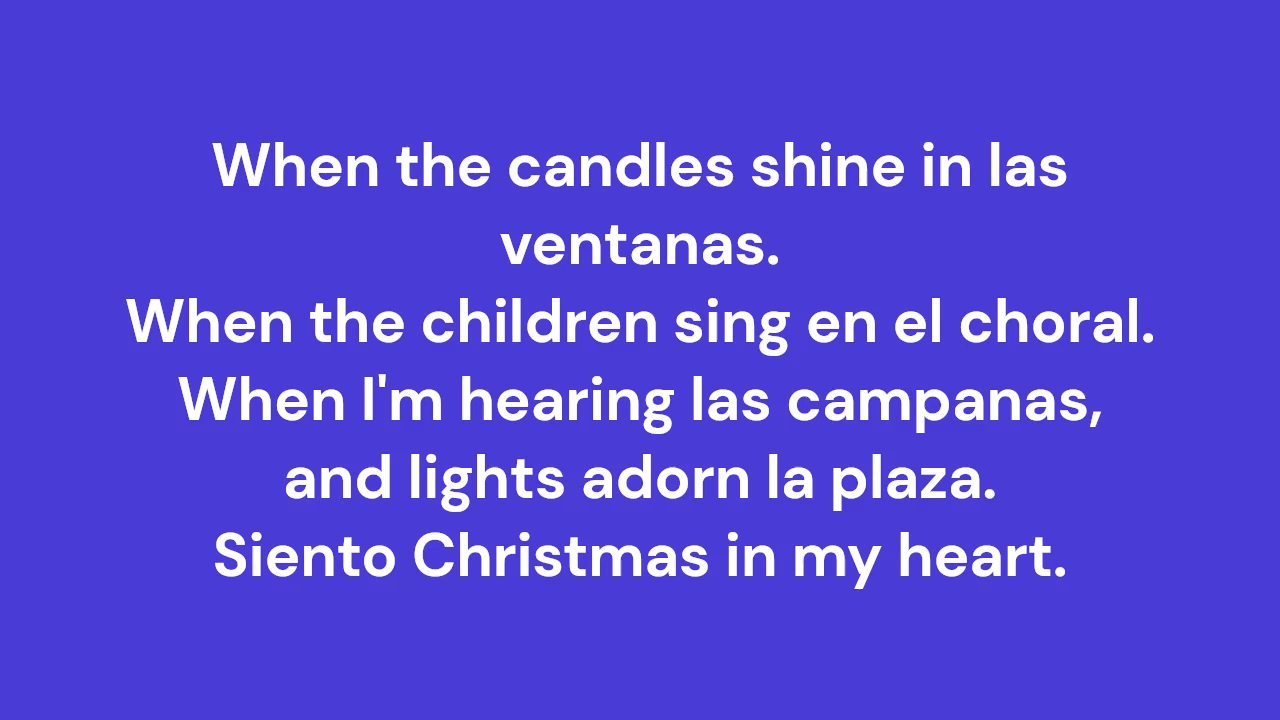 When the candles shine in las
ventanas.
When the children sing en el choral.
When I'm hearing las campanas,
and lights adorn la plaza.
Siento Christmas in my heart.